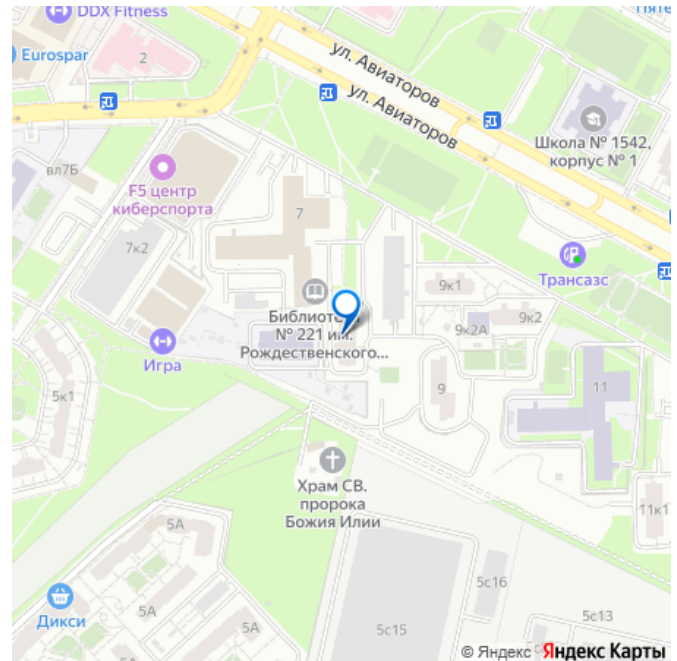 DDX Fitness
Eurospar
2
ул. Авиаторов
ул. Авиаторов
Школа № 1542,
корпус № 1
вл7Б
F5 центр
киберспорта
7
7к2
Трансазс
9к1
9к2
9к2А
Библиоте
№ 221 им.
Рождественского...
Игра
5к1
9
11
Храм СВ.
пророка
Божия Илии
11к1
5А
5А
5А
5с16
5с15
5с13
Дикси
© Яндекс Яндекс Карты